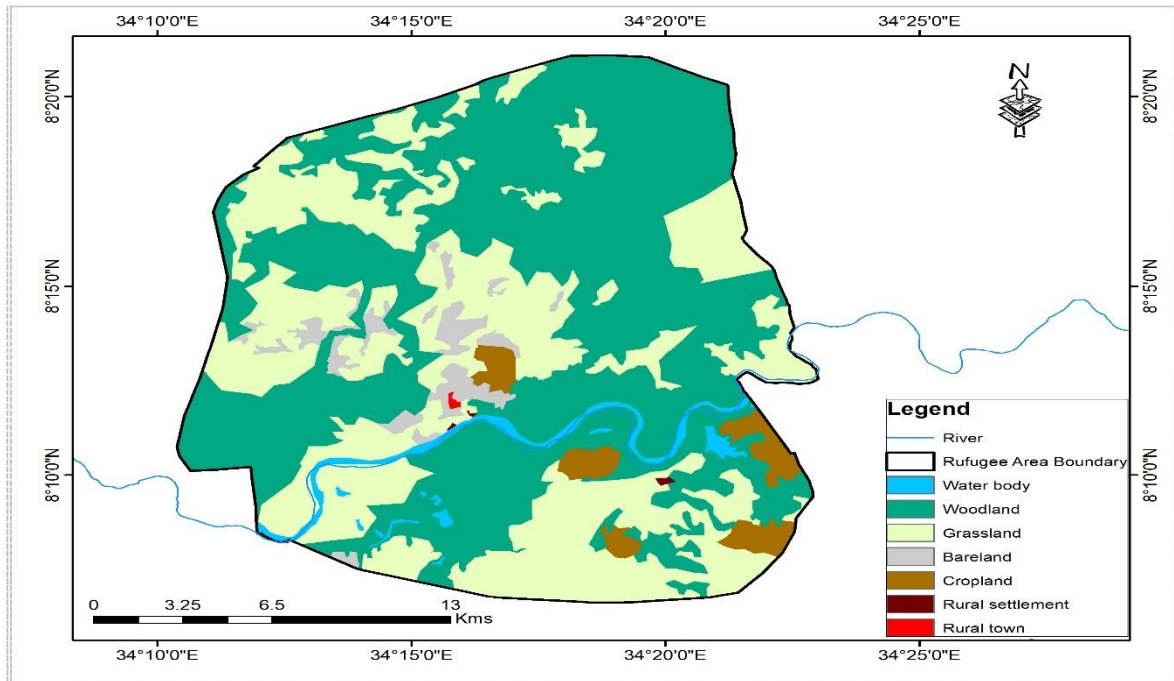 34°10'0"E 34°15'0"E 34°20'0"E 34°25'0"E
N
8°20'0"N 8°20'0"N
8°15'0"N 8°15'0"N
8°10'0"N 8°10'0"N
Legend
River
Rufugee Area Boundary
Water body
Woodland
Grassland
Bareland
Cropland
Rural settlement
Rural town
0 3.25 6.5 13
Kms
34°10'0"E 34°15'0"E 34°20'0"E 34°25'0"E